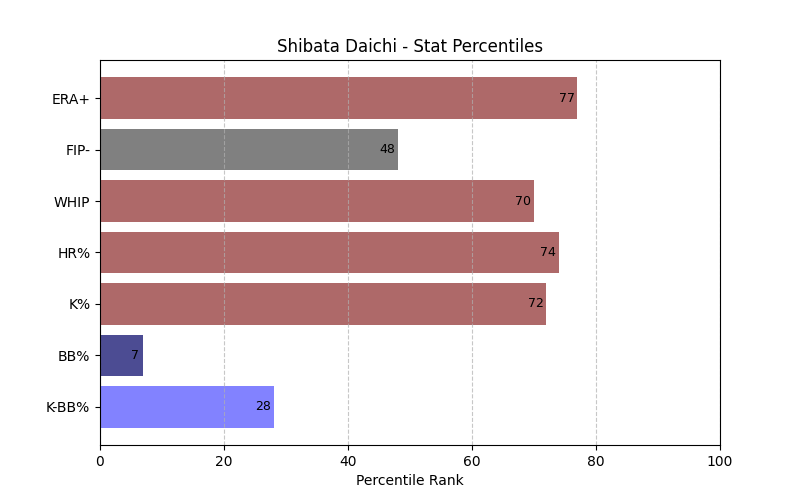 Shibata Daichi - Stat Percentiles
ERA+ 77
FIP- 48
WHIP 70
HR% 74
K% 72
BB% 7
K-BB% 28
0 20 40 60 80 100
Percentile Rank